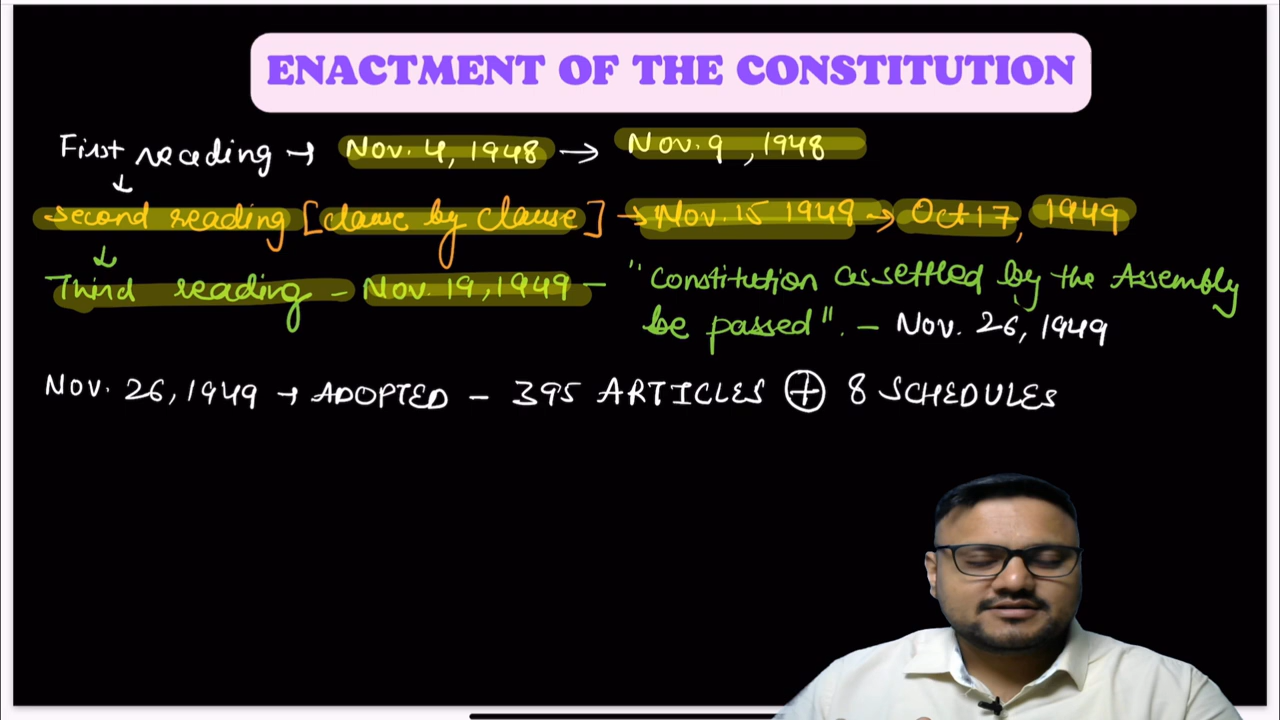 ENACTMENT OF THE CONSTITUTION
First reading → Nov. 4, 1948 → Nov. 9, 1948
↓
second reading [clause by clause] → Nov. 15 1948 → Oct 17, 1949
↓
Third reading - Nov. 19, 1949 - "Constitution as settled by the Assembly
be passed". - Nov. 26, 1949
NOV. 26, 1949 → ADOPTED - 395 ARTICLES ⊕ 8 SCHEDULES